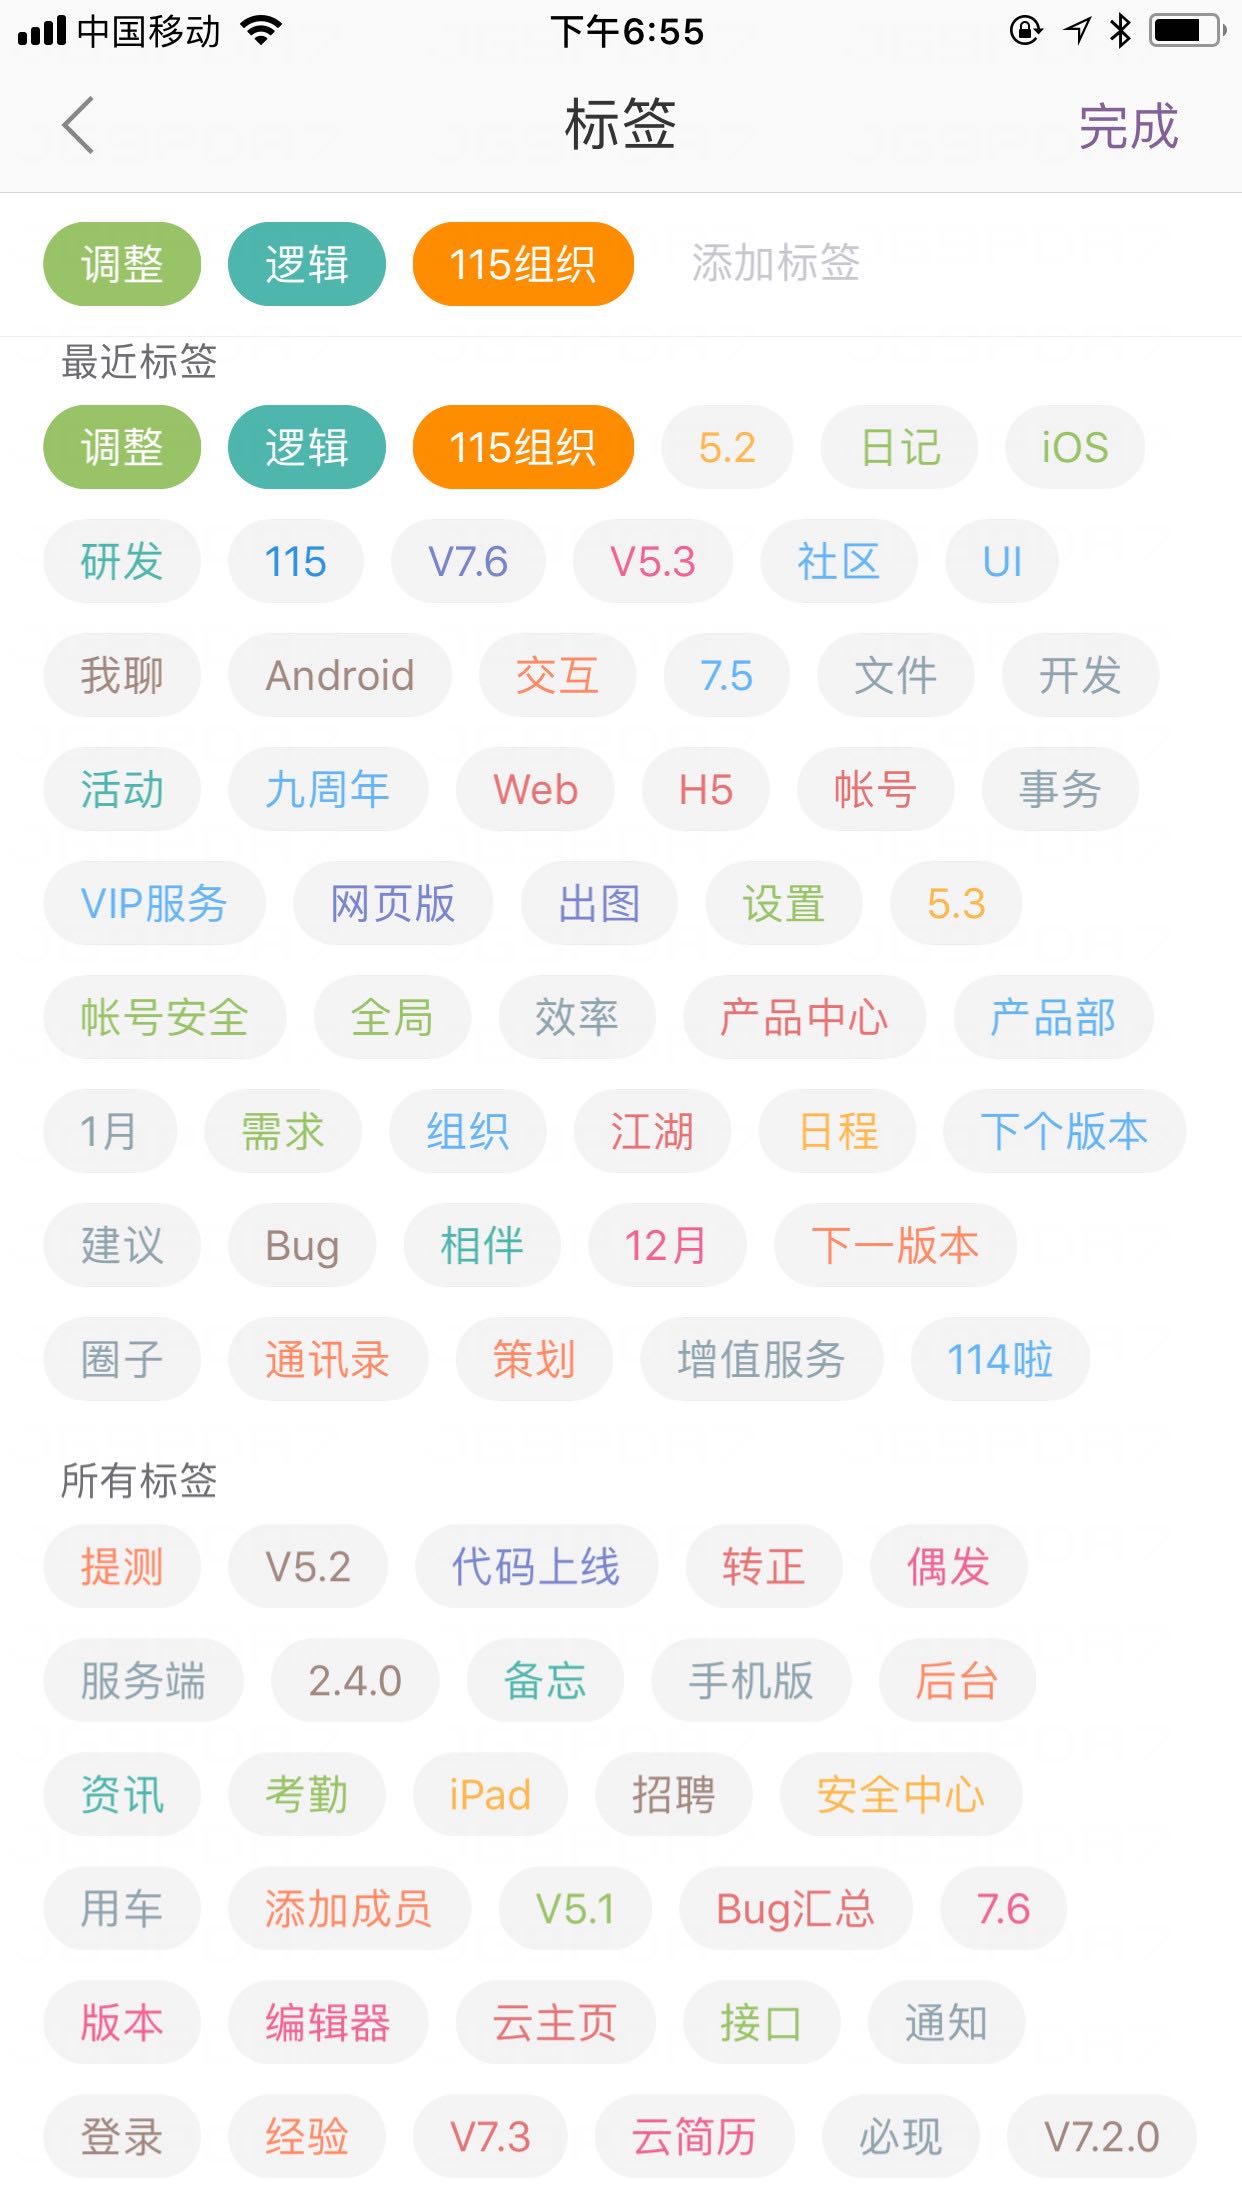 中国移动 下午6:55
标签 完成
调整 逻辑 115组织 添加标签
最近标签
调整 逻辑 115组织 5.2 日记 iOS
研发 115 V7.6 V5.3 社区 UI
我聊 Android 交互 7.5 文件 开发
活动 九周年 Web H5 帐号 事务
VIP服务 网页版 出图 设置 5.3
帐号安全 全局 效率 产品中心 产品部
1月 需求 组织 江湖 日程 下个版本
建议 Bug 相伴 12月 下一版本
圈子 通讯录 策划 增值服务 114啦
所有标签
提测 V5.2 代码上线 转正 偶发
服务端 2.4.0 备忘 手机版 后台
资讯 考勤 iPad 招聘 安全中心
用车 添加成员 V5.1 Bug汇总 7.6
版本 编辑器 云主页 接口 通知
登录 经验 V7.3 云简历 必现 V7.2.0